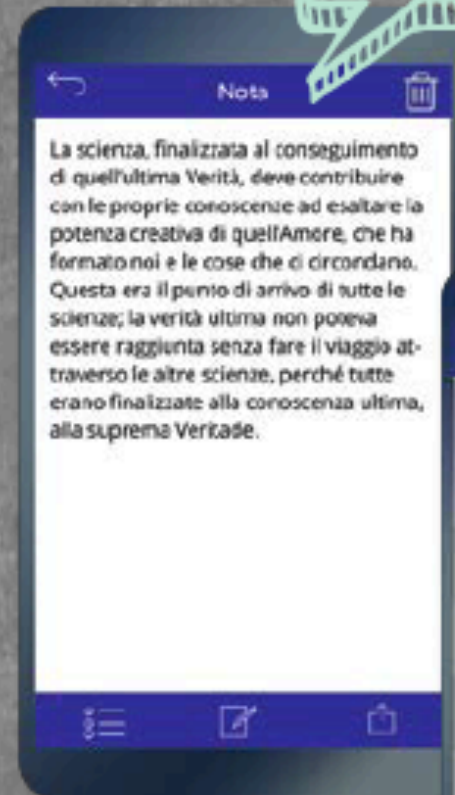 Nota
La scienza, finalizzata al conseguimento
di quell'ultima Verità, deve contribuire
con le proprie conoscenze ad esaltare la
potenza creativa di quell'Amore, che ha
formato noi e le cose che ci circondano.
Questa era il punto di arrivo di tutte le
scienze; la verità ultima non poteva
essere raggiunta senza fare il viaggio at-
traverso le altre scienze, perché tutte
erano finalizzate alla conoscenza ultima,
alla suprema Veritade.